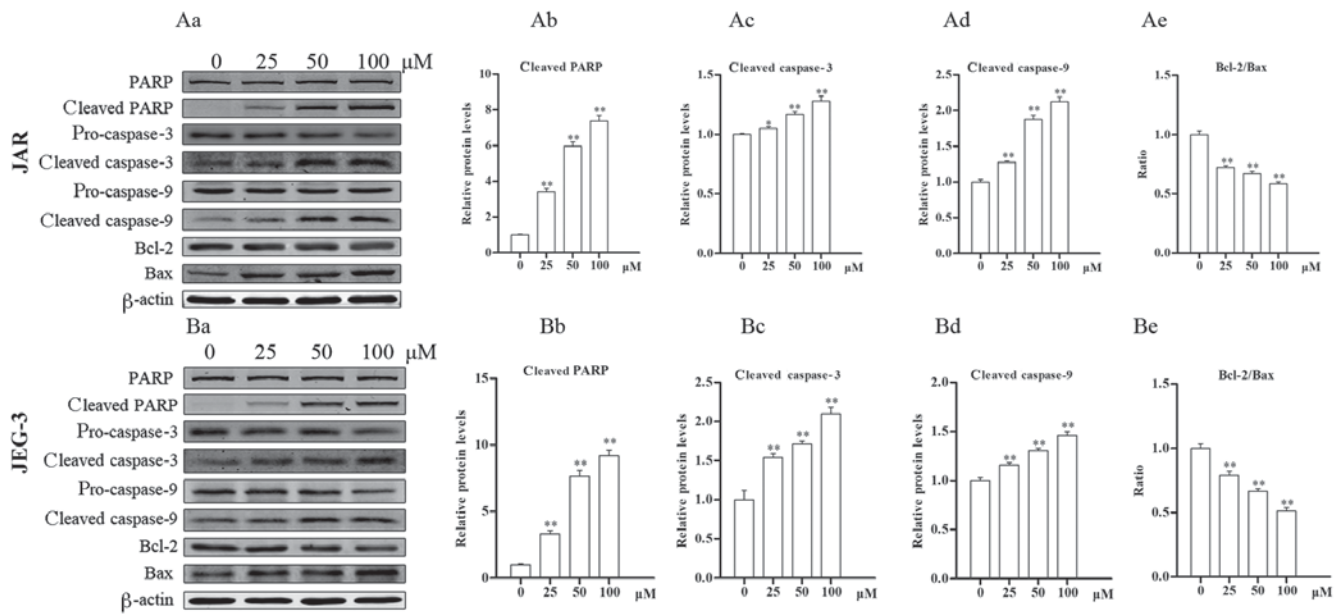 Aa
0 25 50 100 μM
JAR
PARP
Cleaved PARP
Pro-caspase-3
Cleaved caspase-3
Pro-caspase-9
Cleaved caspase-9
Bcl-2
Bax
β-actin
Ab
Cleaved PARP
Relative protein levels
10
8
6
4
2
0
** ** **
0 25 50 100 μM
Ac
Cleaved caspase-3
Relative protein levels
1.5
1.0
0.5
0.0
* ** **
0 25 50 100 μM
Ad
Cleaved caspase-9
Relative protein levels
2.5
2.0
1.5
1.0
0.5
0.0
** ** **
0 25 50 100 μM
Ae
Bcl-2/Bax
Ratio
1.5
1.0
0.5
0.0
** ** **
0 25 50 100 μM
Ba
0 25 50 100 μM
JEG-3
PARP
Cleaved PARP
Pro-caspase-3
Cleaved caspase-3
Pro-caspase-9
Cleaved caspase-9
Bcl-2
Bax
β-actin
Bb
Cleaved PARP
Relative protein levels
15
10
5
0
** ** **
0 25 50 100 μM
Bc
Cleaved caspase-3
Relative protein levels
2.5
2.0
1.5
1.0
0.5
0.0
** ** **
0 25 50 100 μM
Bd
Cleaved caspase-9
Relative protein levels
2.0
1.5
1.0
0.5
0.0
** ** **
0 25 50 100 μM
Be
Bcl-2/Bax
Ratio
1.5
1.0
0.5
0.0
** ** **
0 25 50 100 μM